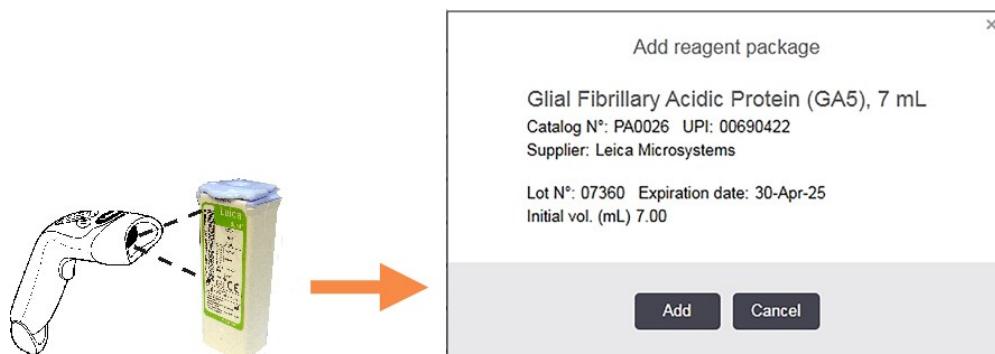 Leica
Add reagent package
×
Glial Fibrillary Acidic Protein (GA5), 7 mL
Catalog N°: PA0026 UPI: 00690422
Supplier: Leica Microsystems
Lot N°: 07360 Expiration date: 30-Apr-25
Initial vol. (mL) 7.00
Add Cancel